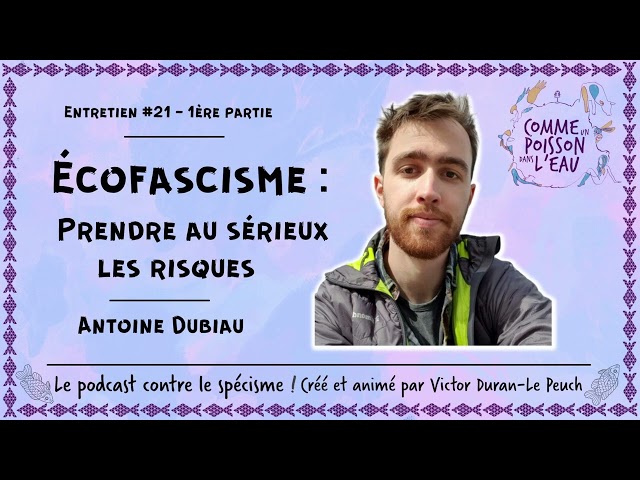 Entretien #21 – 1ère partie
Écofascisme :
Prendre au sérieux
les risques
Antoine Dubiau
COMME UN
POISSON
DANS
L'EAU
Le podcast contre le spécisme ! Créé et animé par Victor Duran-Le Peuch